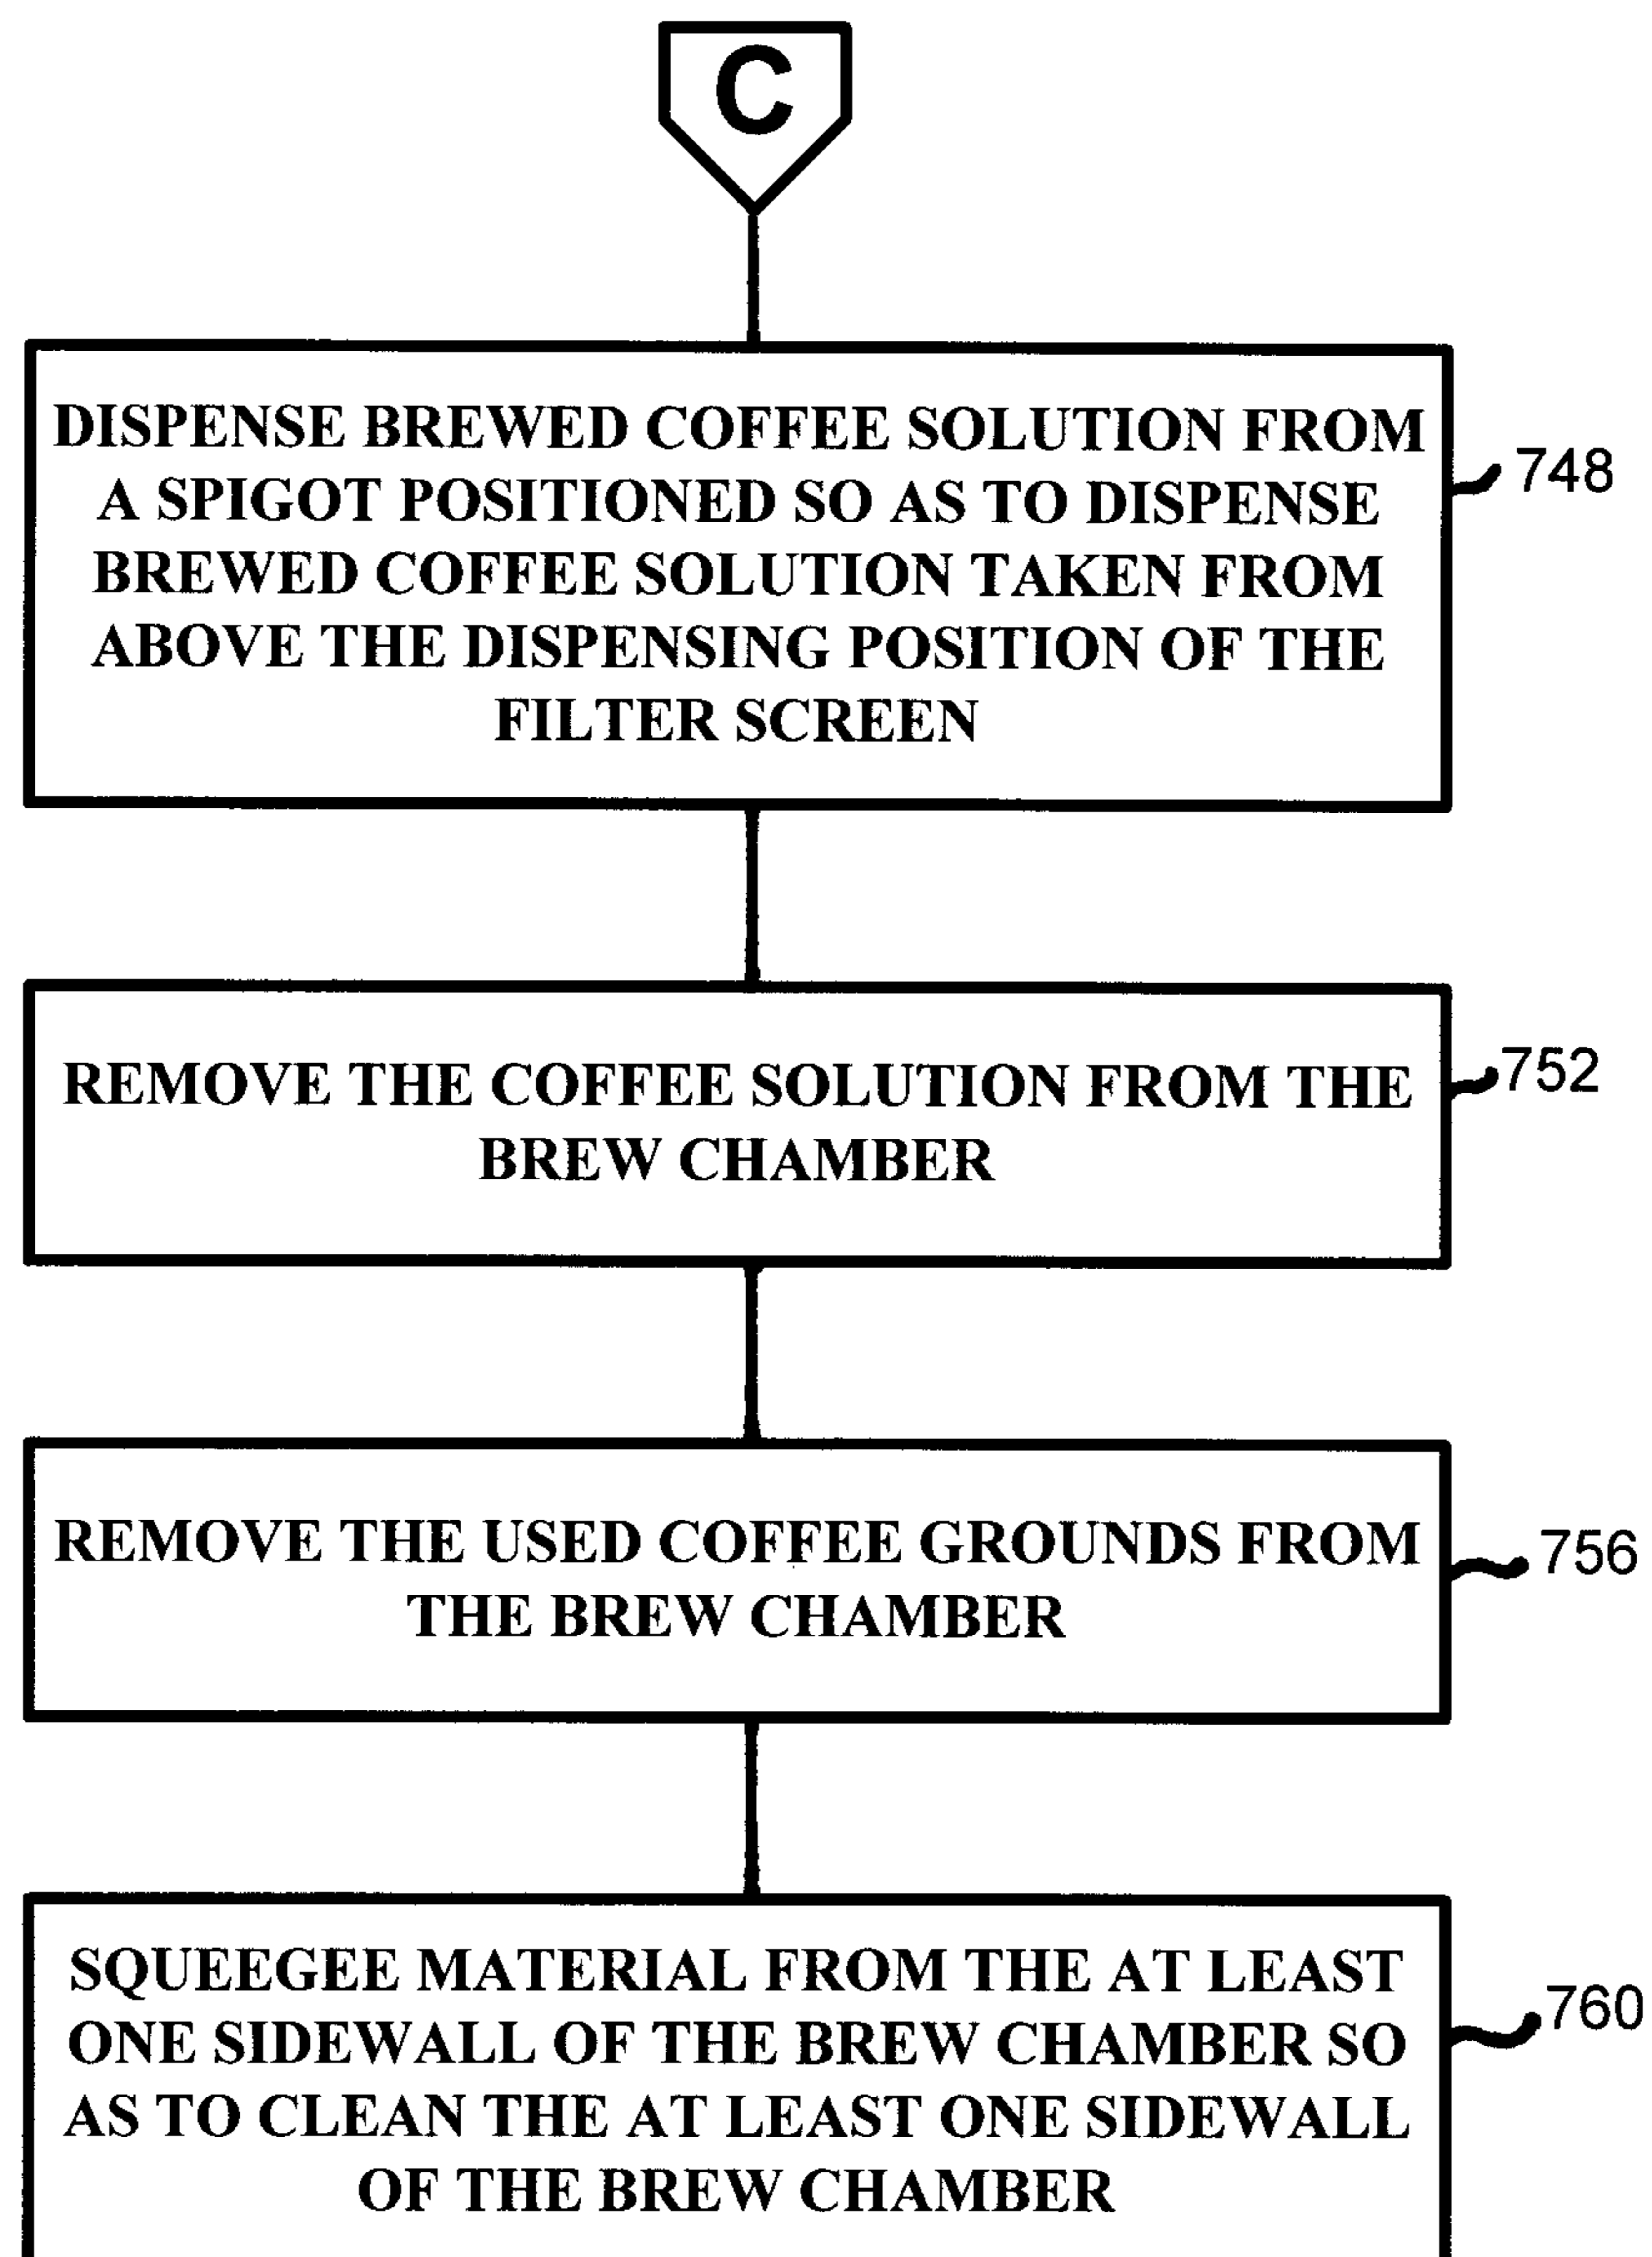 C
DISPENSE BREWED COFFEE SOLUTION FROM
A SPIGOT POSITIONED SO AS TO DISPENSE
BREWED COFFEE SOLUTION TAKEN FROM
ABOVE THE DISPENSING POSITION OF THE
FILTER SCREEN
748
REMOVE THE COFFEE SOLUTION FROM THE
BREW CHAMBER
752
REMOVE THE USED COFFEE GROUNDS FROM
THE BREW CHAMBER
756
SQUEEGEE MATERIAL FROM THE AT LEAST
ONE SIDEWALL OF THE BREW CHAMBER SO
AS TO CLEAN THE AT LEAST ONE SIDEWALL
OF THE BREW CHAMBER
760